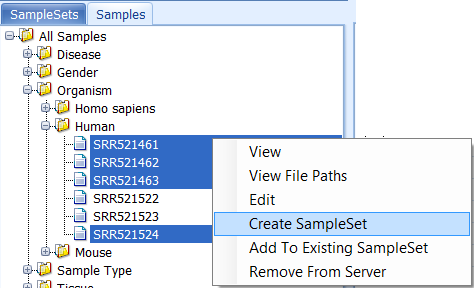 SampleSets Samples
All Samples
Disease
Gender
Organism
Homo sapiens
Human
SRR521461
SRR521462
SRR521463
SRR521522
SRR521523
SRR521524
Mouse
Sample Type
View
View File Paths
Edit
Create SampleSet
Add To Existing SampleSet
Remove From Server